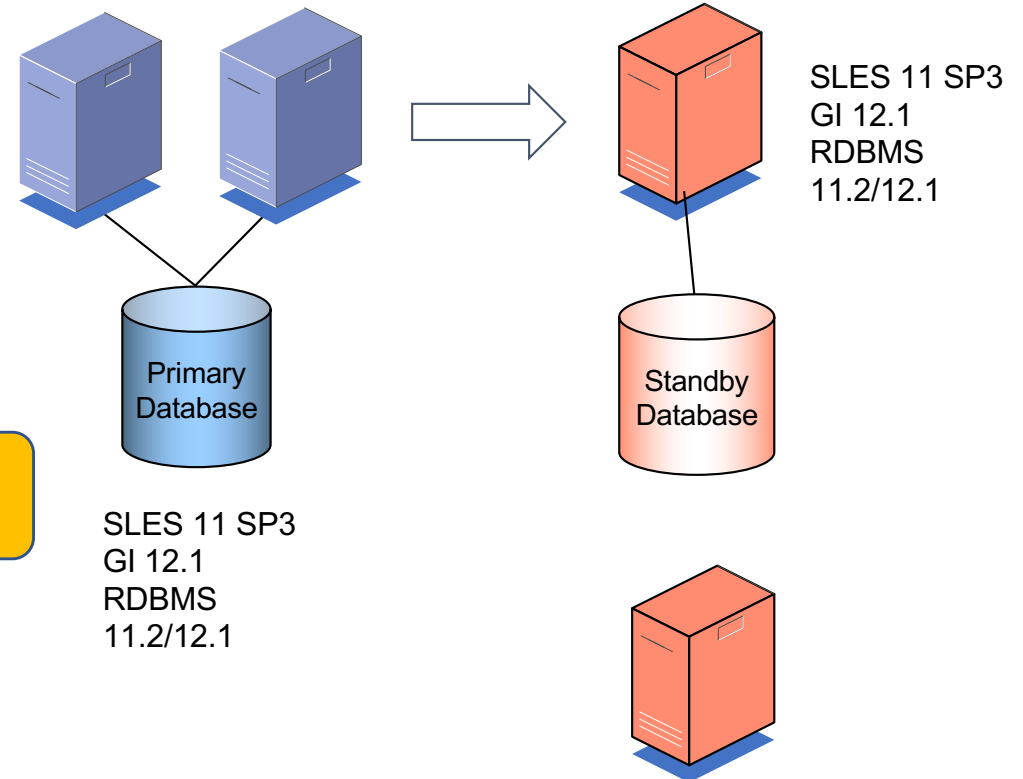 SLES 11 SP3
GI 12.1
RDBMS
11.2/12.1
Primary
Database
Standby
Database
SLES 11 SP3
GI 12.1
RDBMS
11.2/12.1